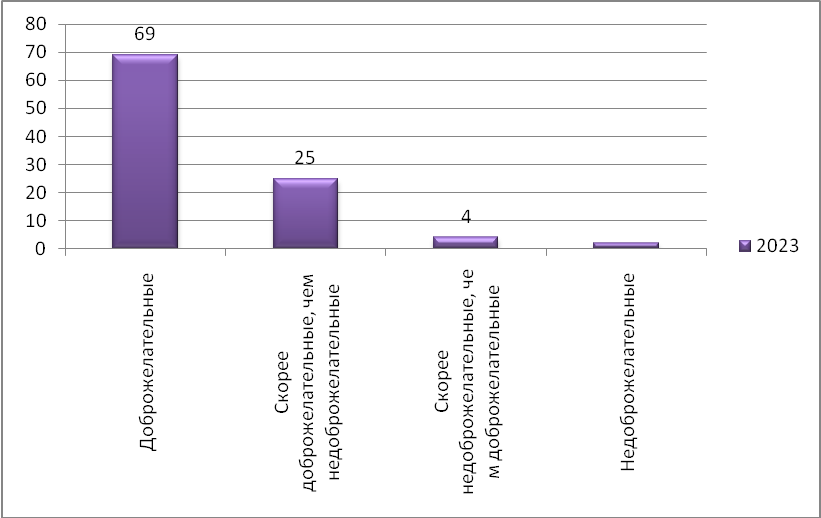 80
70
60
50
40
30
20
10
0
69
25
4
Доброжелательные
Скорее
доброжелательные, чем
недоброжелательные
Скорее
недоброжелательные, че
м доброжелательные
Недоброжелательные
2023